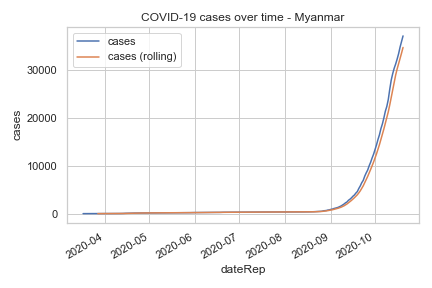 COVID-19 cases over time - Myanmar
cases
cases (rolling)
30000
20000
10000
0
cases
2020-04
2020-05
2020-06
2020-07
2020-08
2020-09
2020-10
dateRep